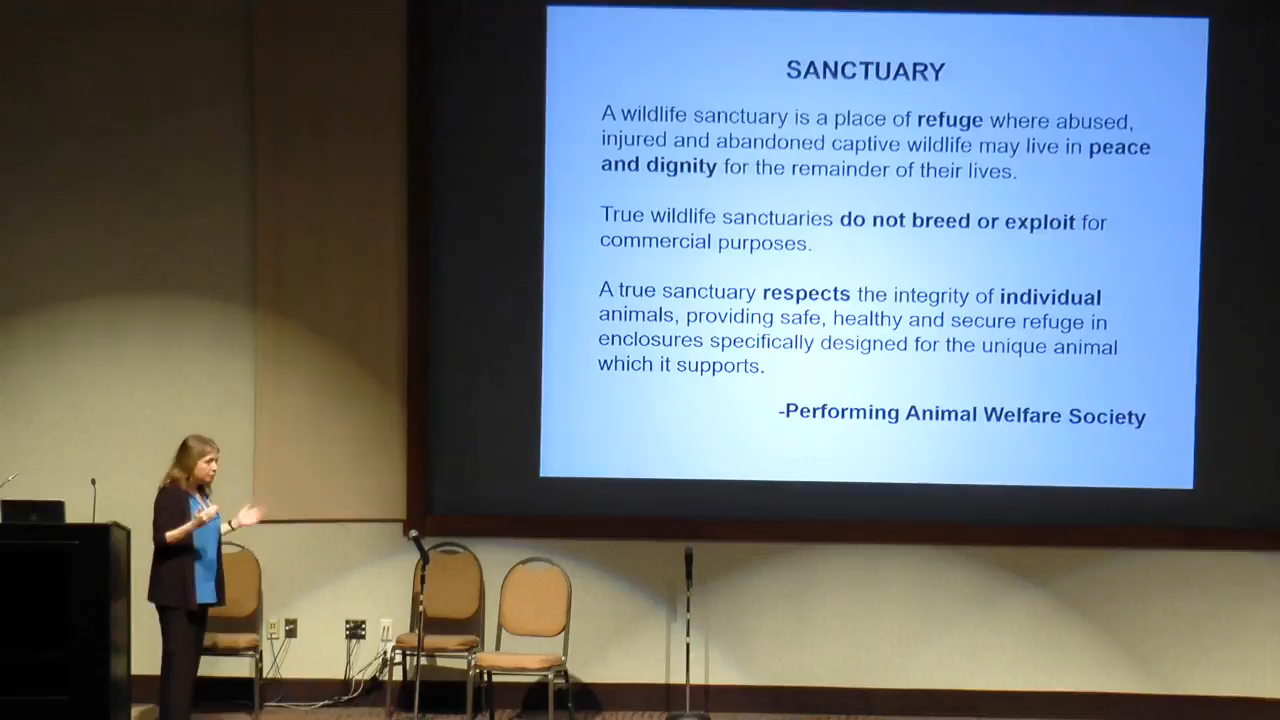 SANCTUARY
A wildlife sanctuary is a place of refuge where abused,
injured and abandoned captive wildlife may live in peace
and dignity for the remainder of their lives.
True wildlife sanctuaries do not breed or exploit for
commercial purposes.
A true sanctuary respects the integrity of individual
animals, providing safe, healthy and secure refuge in
enclosures specifically designed for the unique animal
which it supports.
-Performing Animal Welfare Society